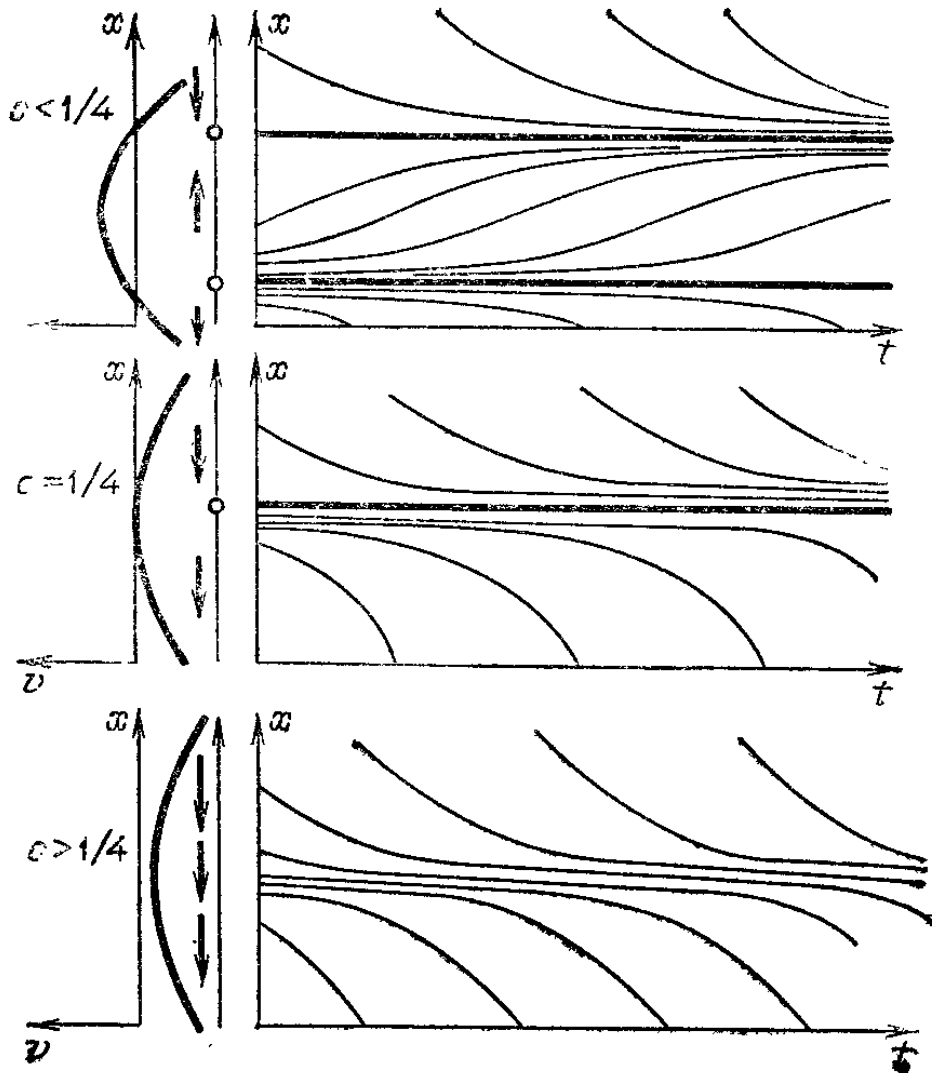 x x
c < 1/4
t
x x
c = 1/4
v t
x x
c > 1/4
v t